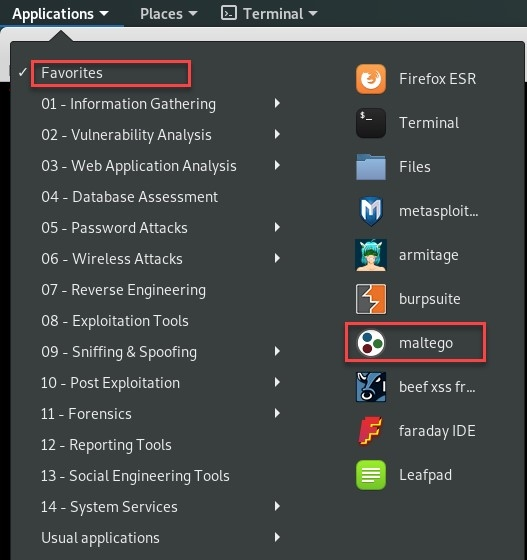 Applications
Places
Terminal
Favorites
01 - Information Gathering
02 - Vulnerability Analysis
03 - Web Application Analysis
04 - Database Assessment
05 - Password Attacks
06 - Wireless Attacks
07 - Reverse Engineering
08 - Exploitation Tools
09 - Sniffing & Spoofing
10 - Post Exploitation
11 - Forensics
12 - Reporting Tools
13 - Social Engineering Tools
14 - System Services
Usual applications
Firefox ESR
Terminal
Files
metasploit...
armitage
burpsuite
maltego
beef xss fr...
faraday IDE
Leafpad